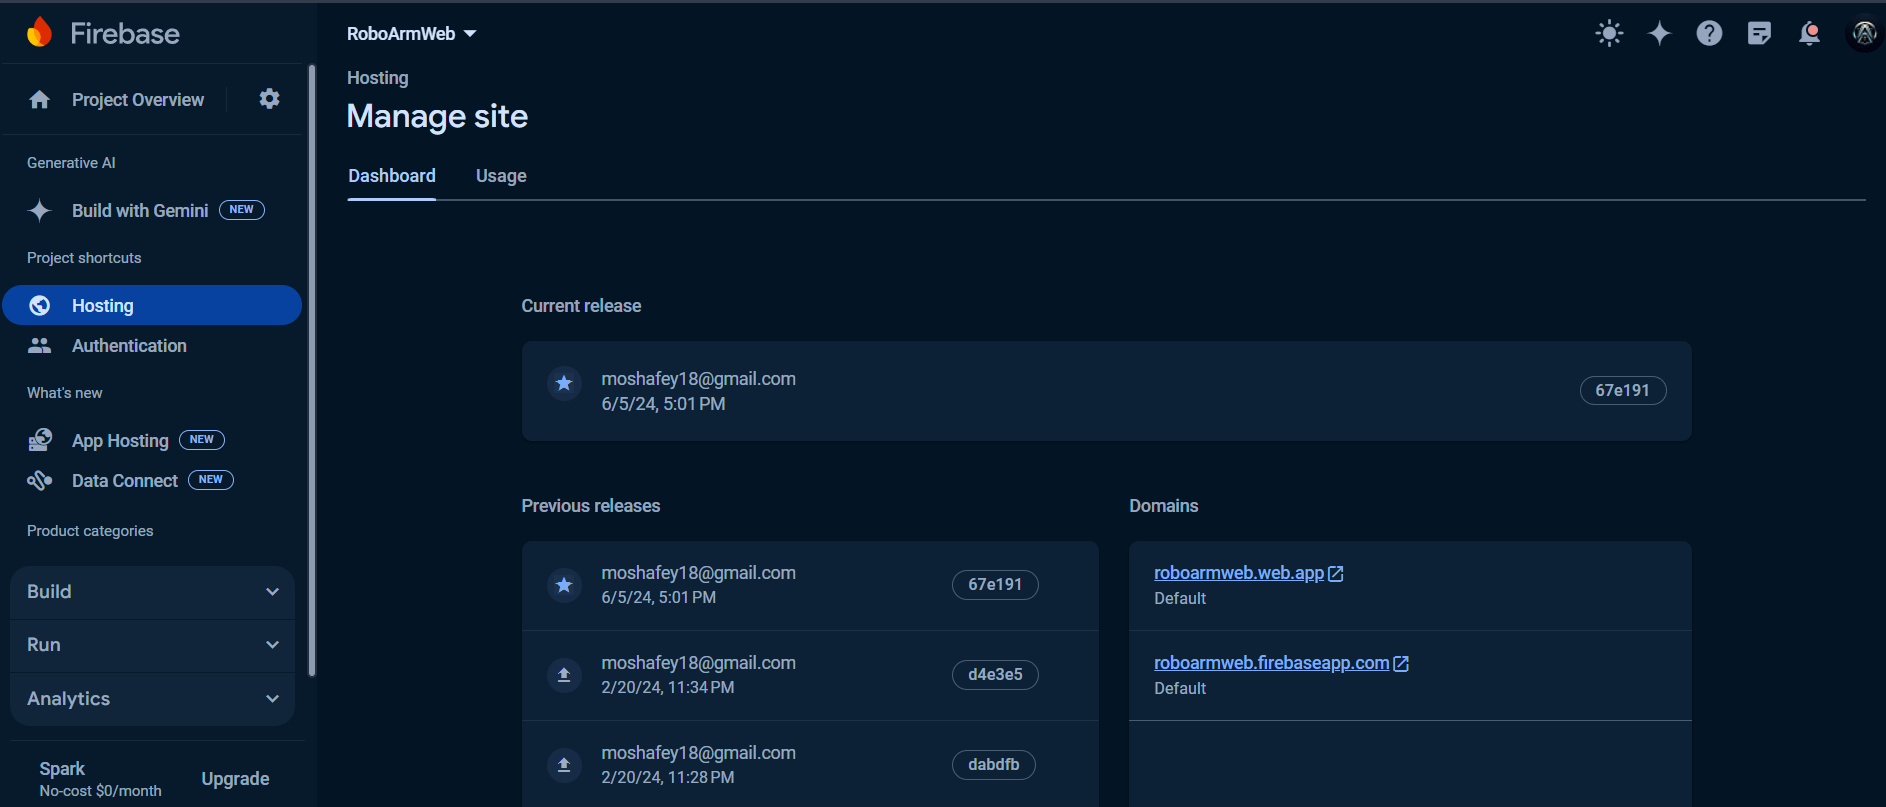 Firebase
RoboArmWeb
Project Overview
Generative AI
Build with Gemini NEW
Project shortcuts
Hosting
Authentication
What's new
App Hosting NEW
Data Connect NEW
Product categories
Build
Run
Analytics
Spark
No-cost $0/month
Upgrade
Hosting
Manage site
Dashboard Usage
Current release
moshafey18@gmail.com
6/5/24, 5:01 PM
67e191
Previous releases
moshafey18@gmail.com
6/5/24, 5:01 PM
67e191
moshafey18@gmail.com
2/20/24, 11:34 PM
d4e3e5
moshafey18@gmail.com
2/20/24, 11:28 PM
dabdfb
Domains
roboarmweb.web.app
Default
roboarmweb.firebaseapp.com
Default